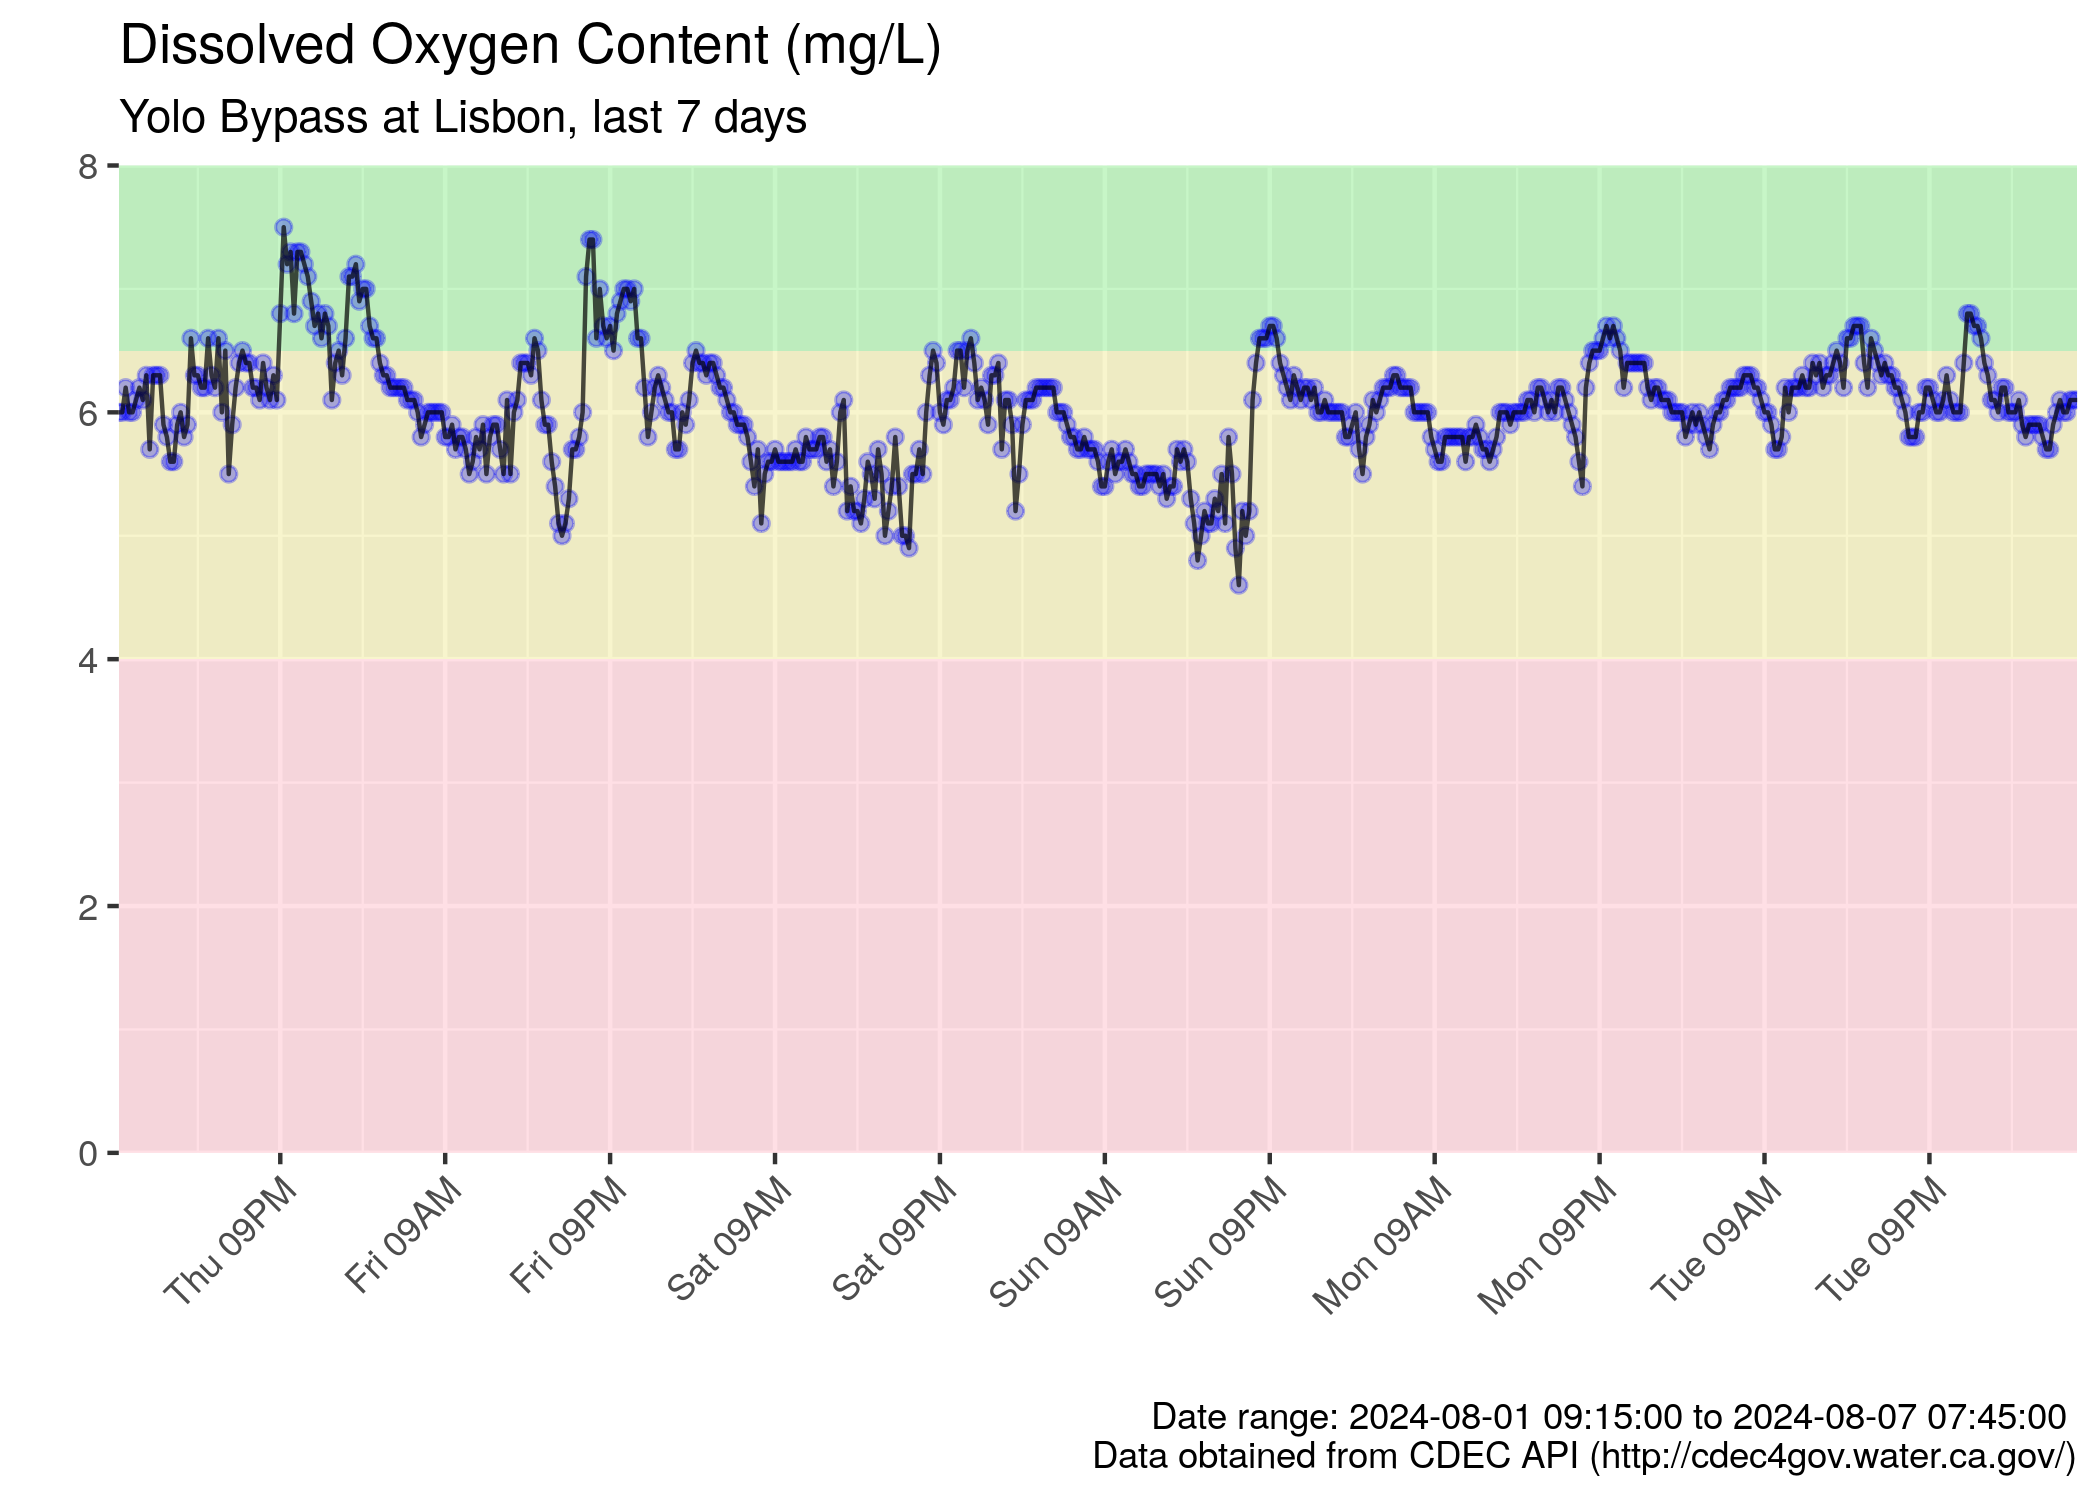 Dissolved Oxygen Content (mg/L)
Yolo Bypass at Lisbon, last 7 days
8
6
4
2
0
Thu 09PM
Fri 09AM
Fri 09PM
Sat 09AM
Sat 09PM
Sun 09AM
Sun 09PM
Mon 09AM
Mon 09PM
Tue 09AM
Tue 09PM
Date range: 2024-08-01 09:15:00 to 2024-08-07 07:45:00
Data obtained from CDEC API (http://cdec4gov.water.ca.gov/)